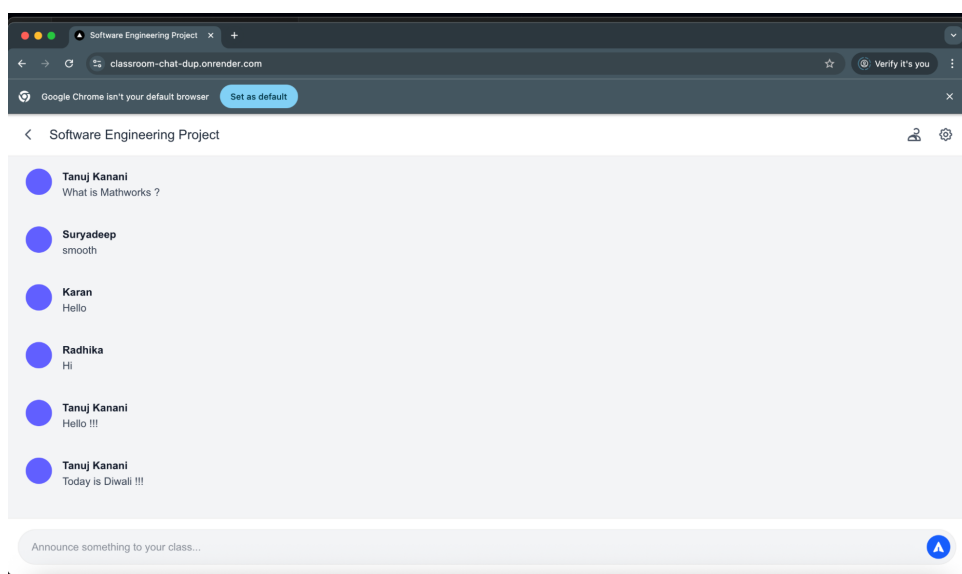 Software Engineering Project
classroom-chat-dup.onrender.com
Verify it's you
Google Chrome isn't your default browser
Set as default
Software Engineering Project
Tanuj Kanani
What is Mathworks ?
Suryadeep
smooth
Karan
Hello
Radhika
Hi
Tanuj Kanani
Hello !!!
Tanuj Kanani
Today is Diwali !!!
Announce something to your class...